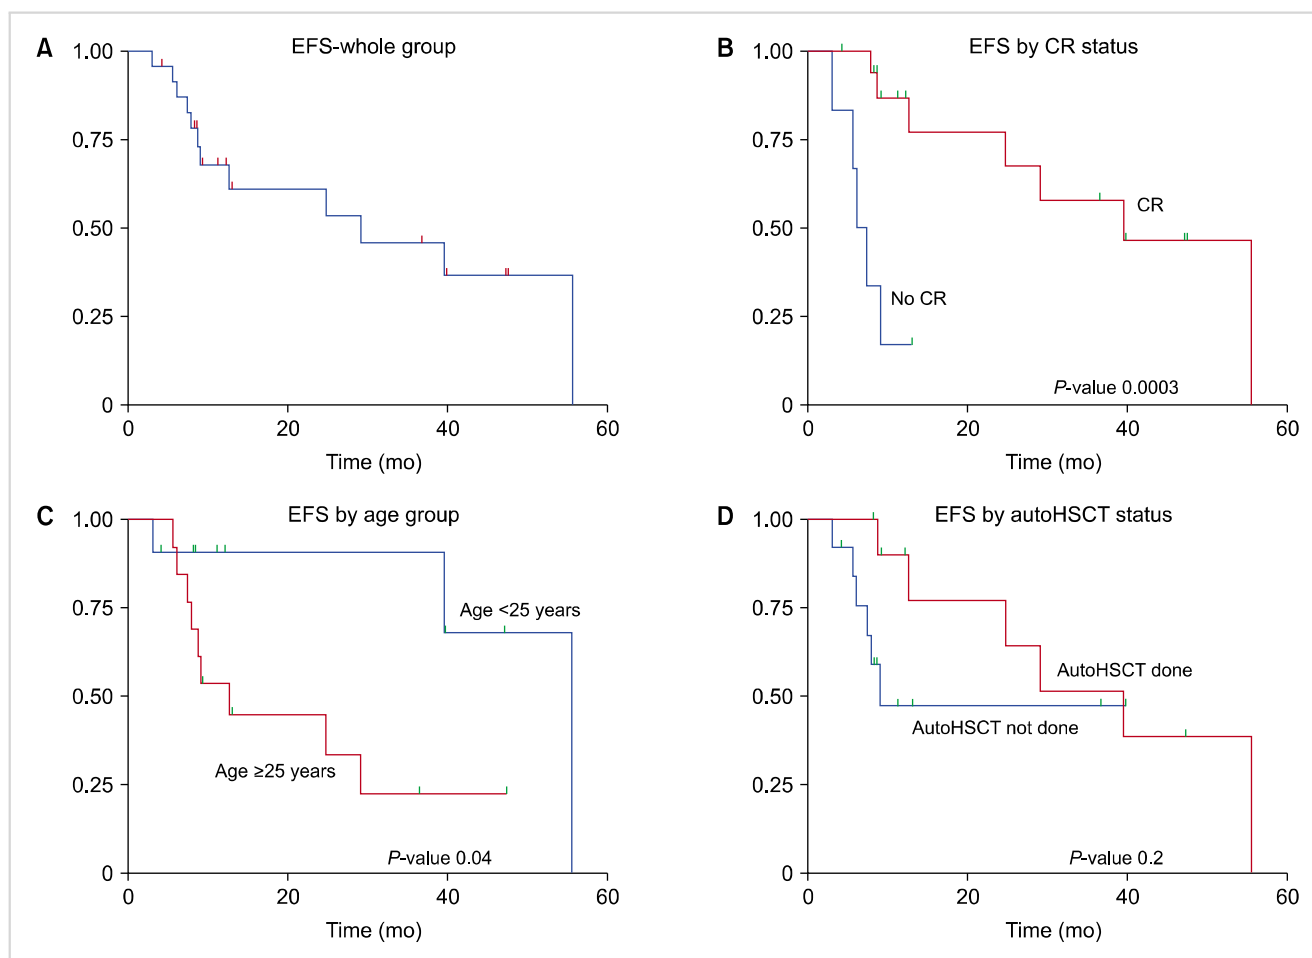 A
EFS-whole group
1.00
0.75
0.50
0.25
0
0 20 40 60
Time (mo)
B
EFS by CR status
1.00
0.75
0.50
0.25
0
CR
No CR
P-value 0.0003
0 20 40 60
Time (mo)
C
EFS by age group
1.00
0.75
0.50
0.25
0
Age <25 years
Age ≥25 years
P-value 0.04
0 20 40 60
Time (mo)
D
EFS by autoHSCT status
1.00
0.75
0.50
0.25
0
AutoHSCT done
AutoHSCT not done
P-value 0.2
0 20 40 60
Time (mo)